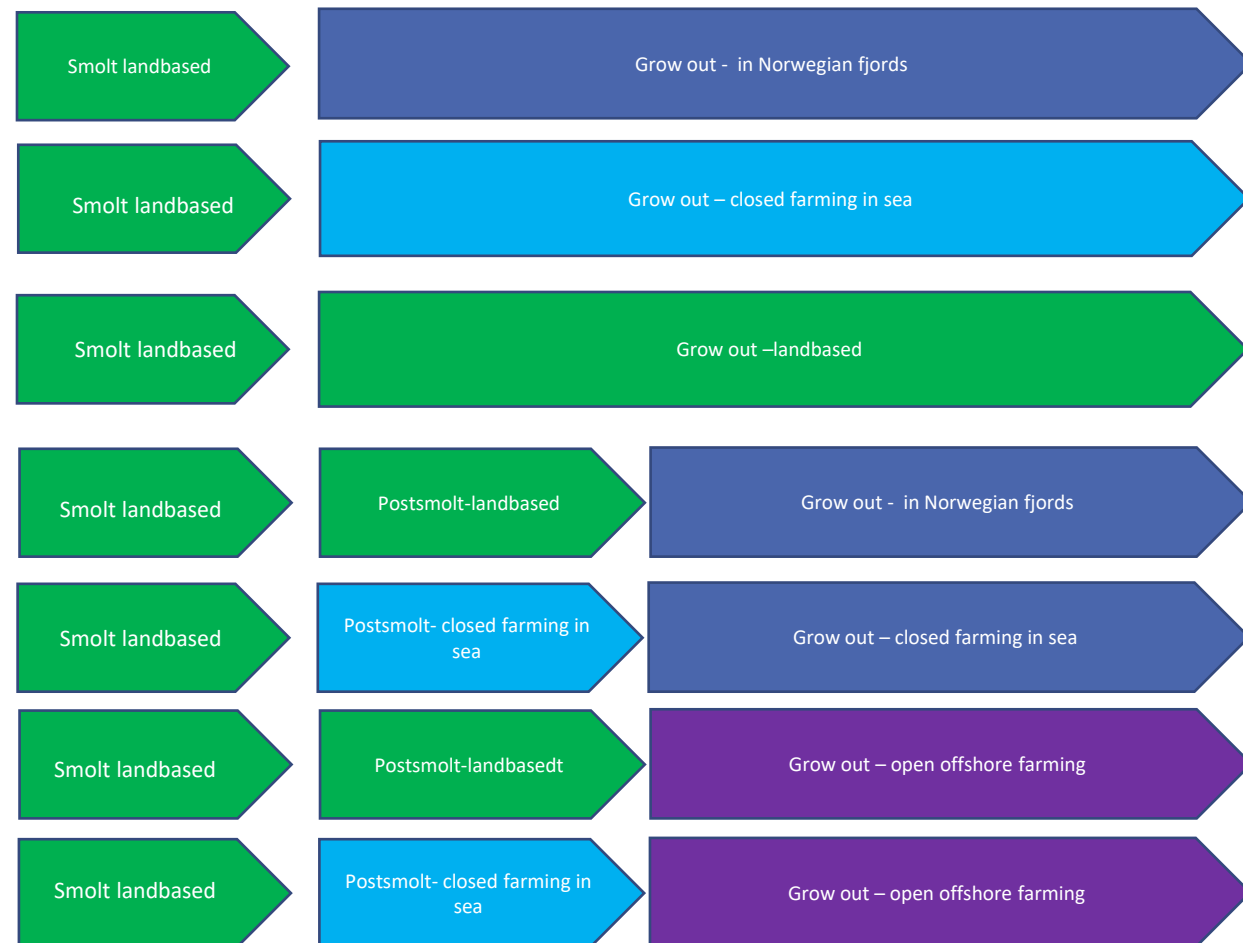 Smolt landbased
Grow out - in Norwegian fjords
Smolt landbased
Grow out – closed farming in sea
Smolt landbased
Grow out –landbased
Smolt landbased
Postsmolt-landbased
Grow out - in Norwegian fjords
Smolt landbased
Postsmolt- closed farming in
sea
Grow out – closed farming in sea
Smolt landbased
Postsmolt-landbasedt
Grow out – open offshore farming
Smolt landbased
Postsmolt- closed farming in
sea
Grow out – open offshore farming